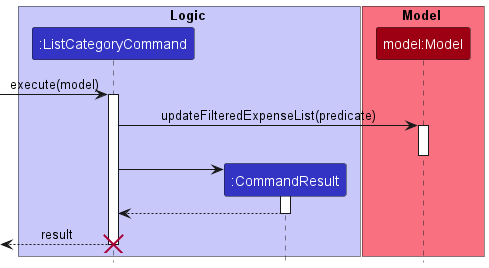 Logic
Model
:ListCategoryCommand
model:Model
execute(model)
updateFilteredExpenseList(predicate)
:CommandResult
result